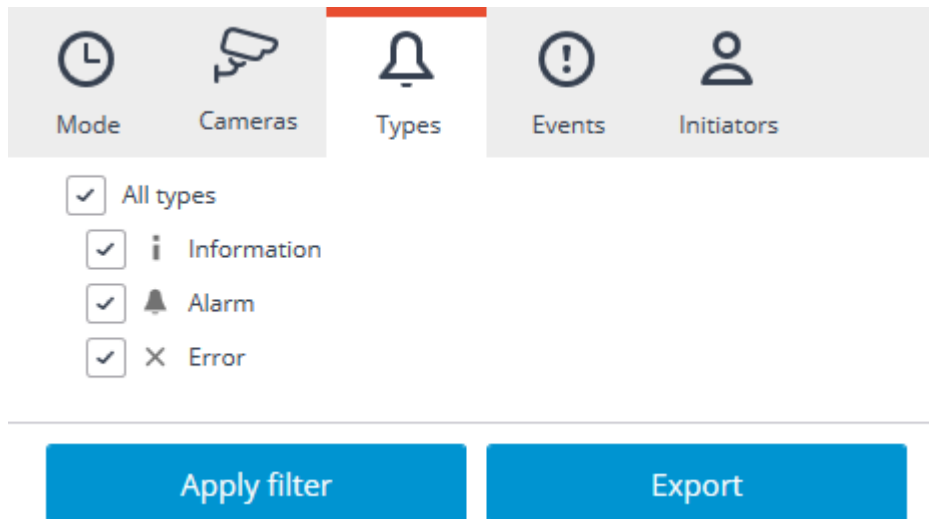 Mode Cameras Types Events Initiators
All types
Information
Alarm
Error
Apply filter Export